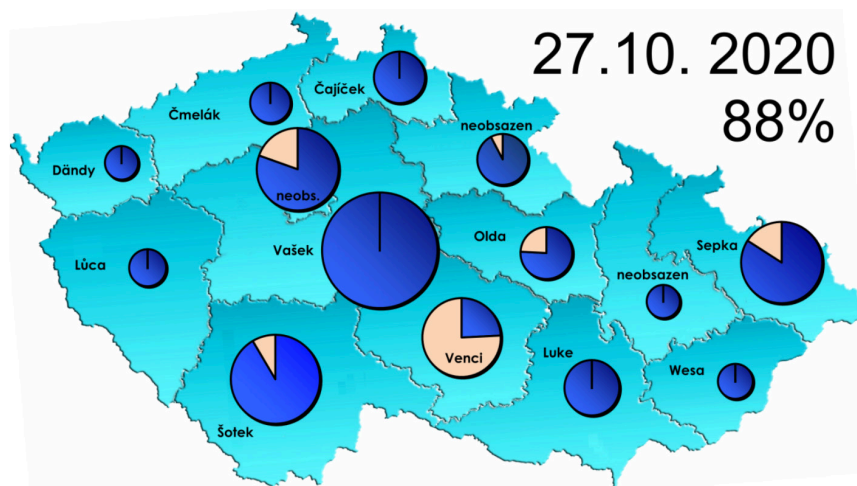 27.10. 2020
88%
Čajíček
Čmelák
neobsazen
Dändy
neobs.
Olda
Vašek
Sepka
Lůca
neobsazen
Venci
Luke
Wesa
Šotek